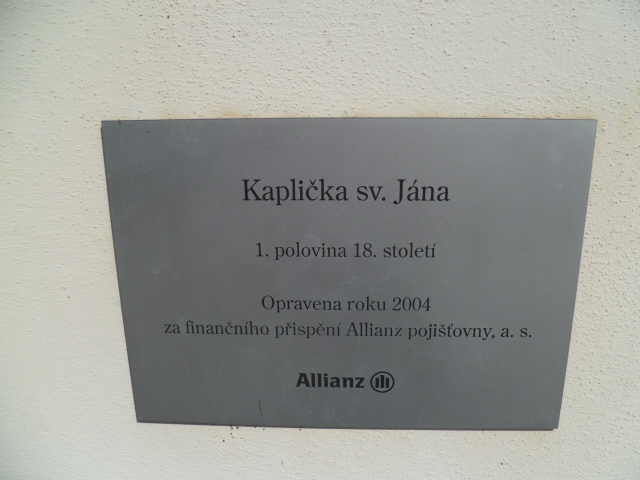 Kaplička sv. Jána
1. polovina 18. století
Opravena roku 2004
za finančního přispění Allianz pojišťovny, a. s.
Allianz